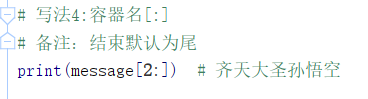 # 写法4:容器名[:]
# 备注：结束默认为尾
print(message[2:])  # 齐天大圣孙悟空